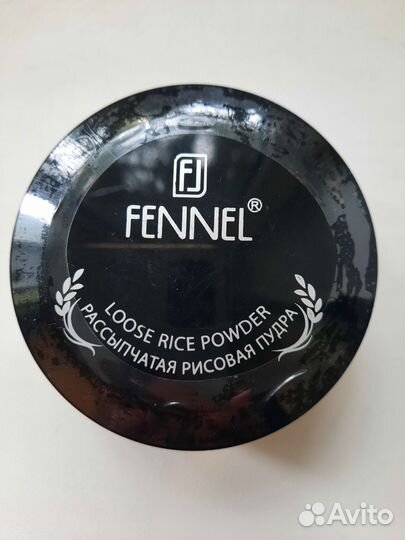 FJ
FENNEL®
LOOSE RICE POWDER
РАССЫПЧАТАЯ РИСОВАЯ ПУДРА
Avito